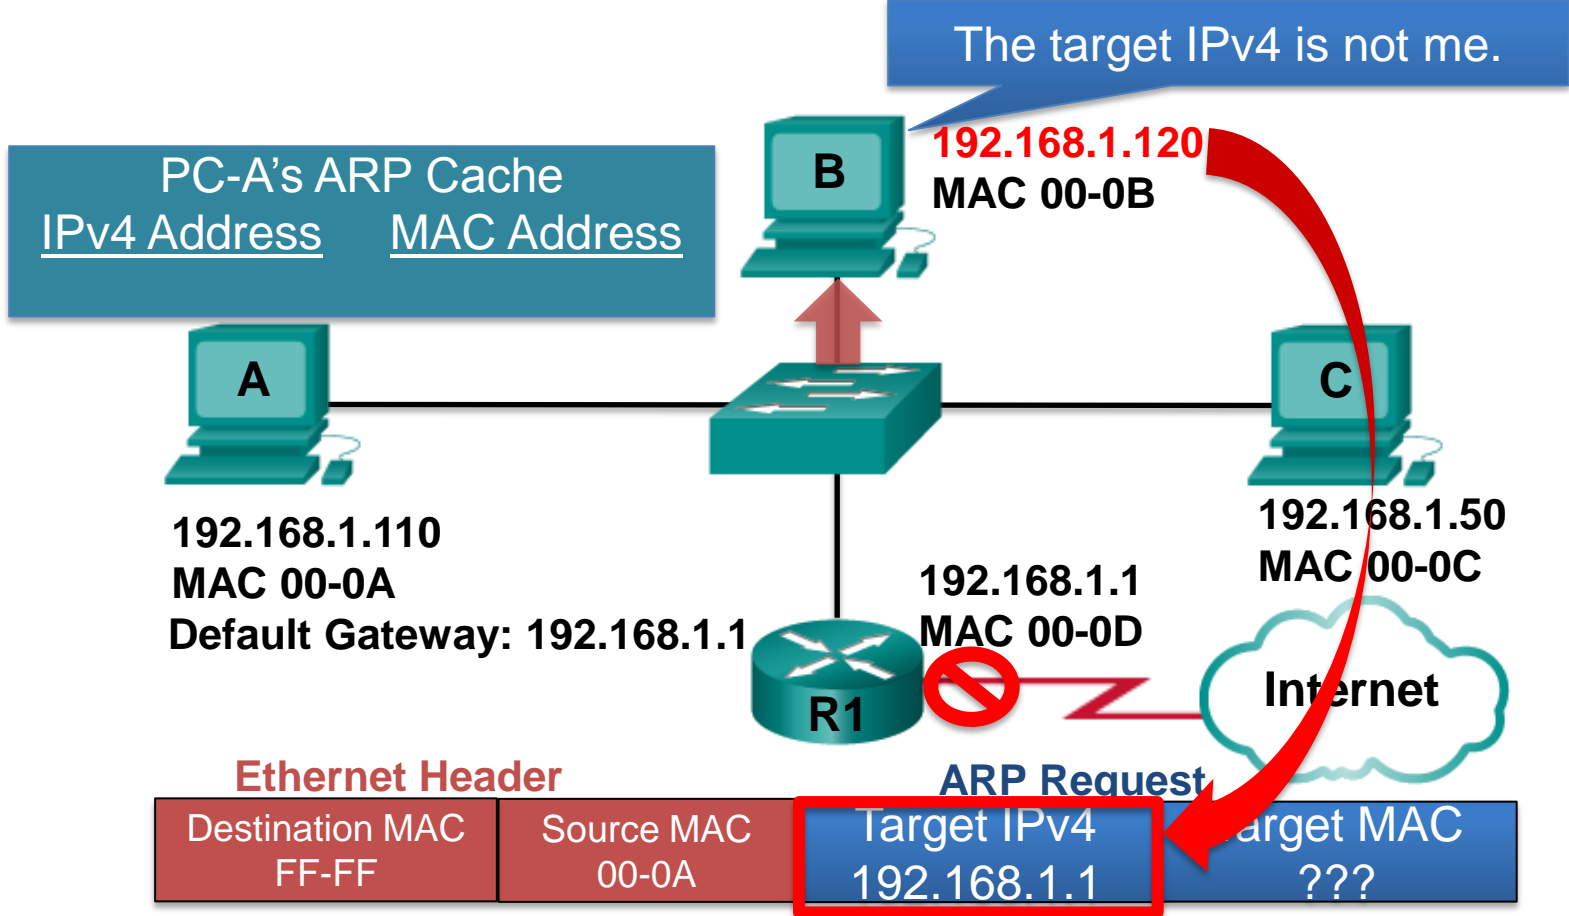 The target IPv4 is not me.
PC-A's ARP Cache
IPv4 Address MAC Address
B
192.168.1.120
MAC 00-0B
A
C
192.168.1.110
MAC 00-0A
Default Gateway: 192.168.1.1
192.168.1.50
MAC 00-0C
192.168.1.1
MAC 00-0D
R1
Internet
Ethernet Header
ARP Request
Destination MAC
FF-FF
Source MAC
00-0A
Target IPv4
192.168.1.1
Target MAC
???